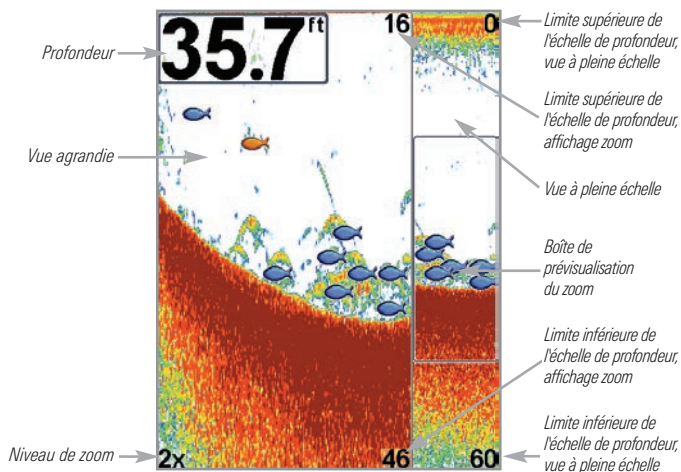 Profondeur
Vue agrandie
Niveau de zoom
35.7 ft
16
0
2x
46
60
Limite supérieure de
l'échelle de profondeur,
vue à pleine échelle
Limite supérieure de
l'échelle de profondeur,
affichage zoom
Vue à pleine échelle
Boîte de
prévisualisation
du zoom
Limite inférieure de
l'échelle de profondeur,
affichage zoom
Limite inférieure de
l'échelle de profondeur,
vue à pleine échelle